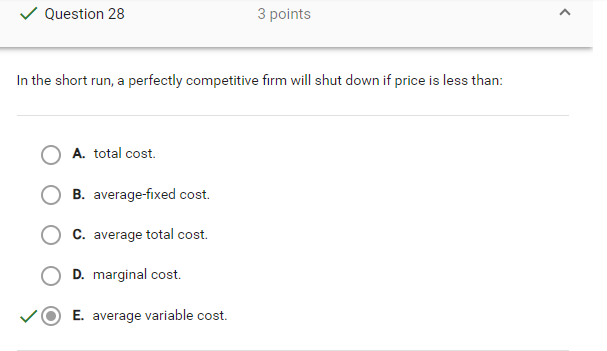 Question 28 3 points
In the short run, a perfectly competitive firm will shut down if price is less than:
A. total cost.
B. average-fixed cost.
C. average total cost.
D. marginal cost.
E. average variable cost.